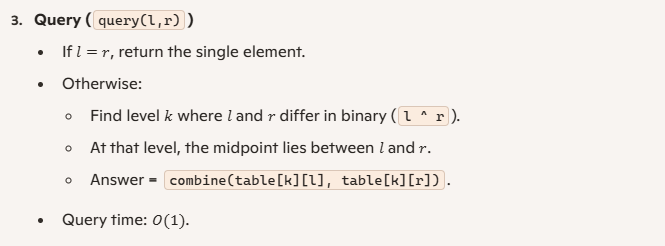 3. Query ( query(l,r) )
• If l = r, return the single element.
• Otherwise:
◦ Find level k where l and r differ in binary ( l ^ r ).
◦ At that level, the midpoint lies between l and r.
◦ Answer = combine(table[k][l], table[k][r]) .
• Query time: O(1).